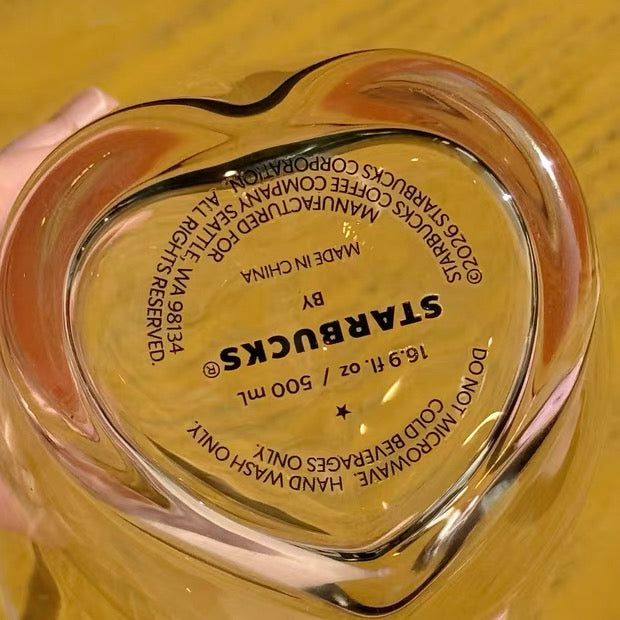 DO NOT MICROWAVE. HAND WASH ONLY.
COLD BEVERAGES ONLY.
★
16.9 fl. oz / 500 mL
STARBUCKS®
BY
MADE IN CHINA
MANUFACTURED FOR
STARBUCKS COFFEE COMPANY SEATTLE, WA 98134
©2026 STARBUCKS CORPORATION. ALL RIGHTS RESERVED.